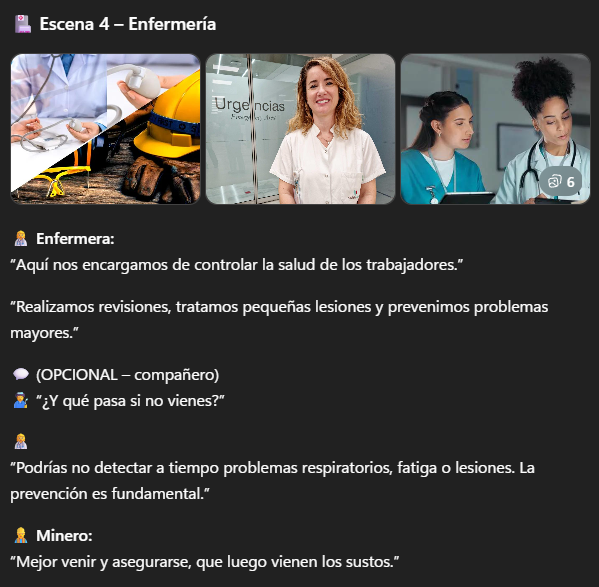 🏥 Escena 4 – Enfermería
Urgencias
6
👩‍⚕️ Enfermera:
“Aquí nos encargamos de controlar la salud de los trabajadores.”
“Realizamos revisiones, tratamos pequeñas lesiones y prevenimos problemas
mayores.”
💬 (OPCIONAL – compañero)
👨‍🔧 “¿Y qué pasa si no vienes?”
👩‍⚕️
“Podrías no detectar a tiempo problemas respiratorios, fatiga o lesiones. La
prevención es fundamental.”
👷 Minero:
“Mejor venir y asegurarse, que luego vienen los sustos.”